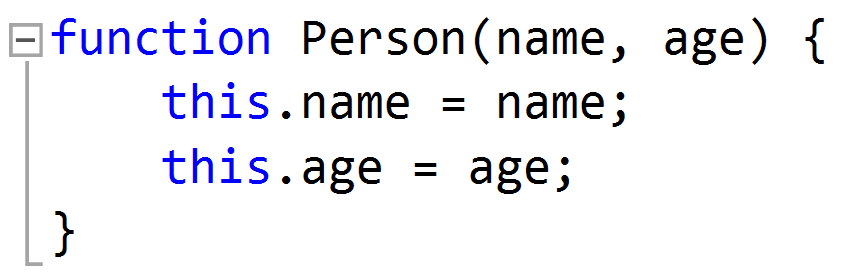 function Person(name, age) {
    this.name = name;
    this.age = age;
}